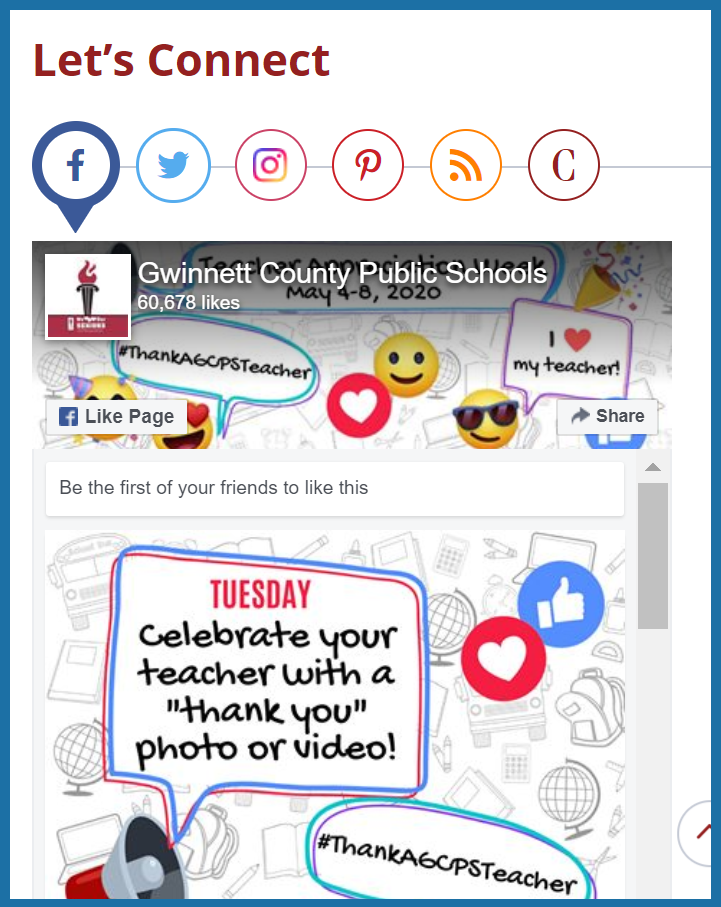 Let's Connect
Teacher Appreciation Week
Gwinnett County Public Schools
May 4-8, 2020
60,678 likes
#ThankAGCPSTeacher
I
my teacher!
Like Page
Share
Be the first of your friends to like this
TUESDAY
Celebrate your
teacher with a
"thank you"
photo or video!
#ThankAGCPSTeacher